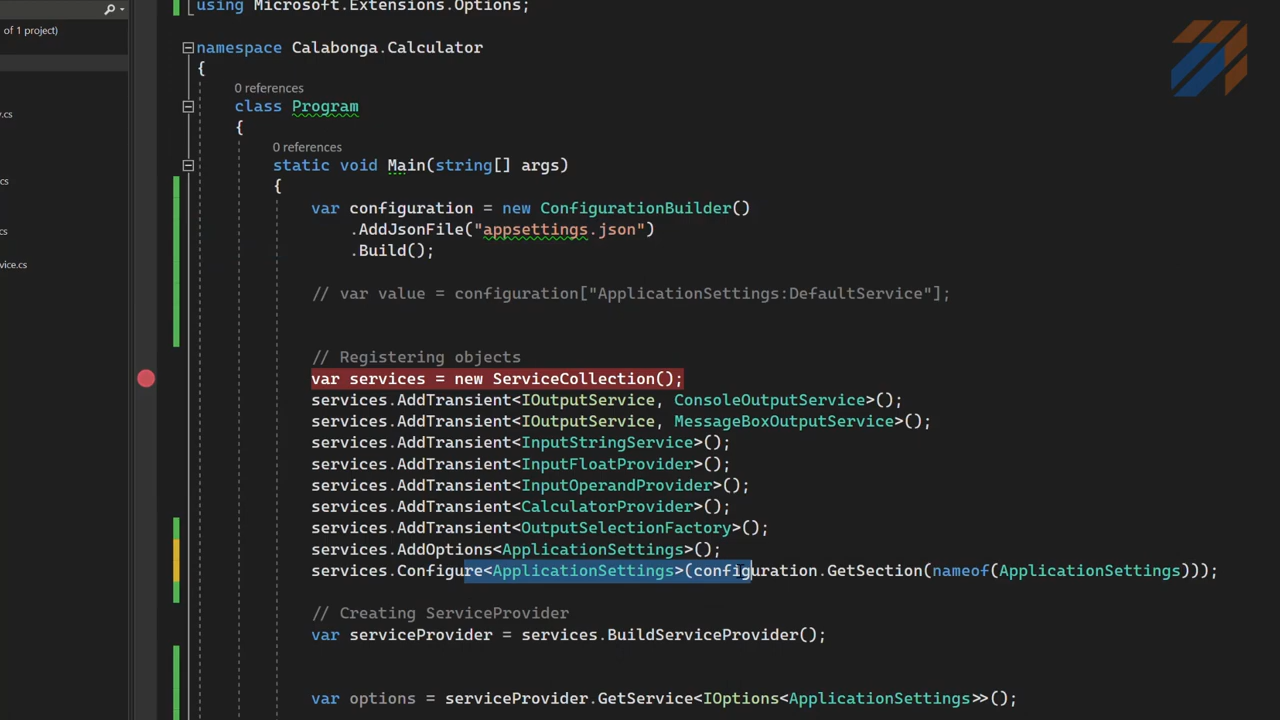 using Microsoft.Extensions.Options;
of 1 project)
namespace Calabonga.Calculator
{
0 references
class Program
.cs
{
0 references
static void Main(string[] args)
cs
{
var configuration = new ConfigurationBuilder()
.AddJsonFile("appsettings.json")
cs
.Build();
vice.cs
// var value = configuration["ApplicationSettings:DefaultService"];
// Registering objects
var services = new ServiceCollection();
services.AddTransient<IOutputService, ConsoleOutputService>();
services.AddTransient<IOutputService, MessageBoxOutputService>();
services.AddTransient<InputStringService>();
services.AddTransient<InputFloatProvider>();
services.AddTransient<InputOperandProvider>();
services.AddTransient<CalculatorProvider>();
services.AddTransient<OutputSelectionFactory>();
services.AddOptions<ApplicationSettings>();
services.Configure<ApplicationSettings>(configuration.GetSection(nameof(ApplicationSettings)));
// Creating ServiceProvider
var serviceProvider = services.BuildServiceProvider();
var options = serviceProvider.GetService<IOptions<ApplicationSettings>>();